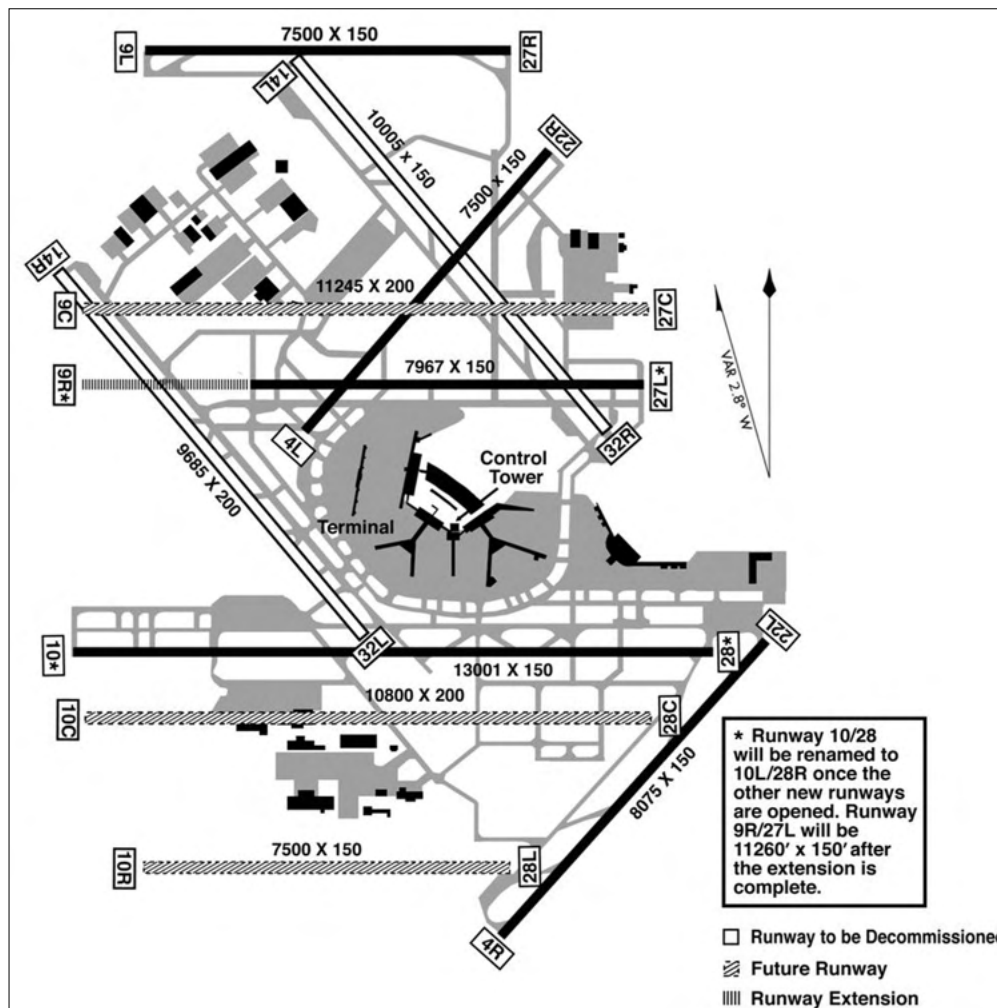 7500 X 150
9L
27R
14L
10005 x 150
22R
7500 X 150
14R
11245 X 200
9C
27C
7967 X 150
9R*
27L*
VAR 2.8° W
4L
32R
9685 X 200
Control
Tower
Terminal
32L
22L
10*
28*
13001 X 150
10800 X 200
10C
28C
8075 X 150
7500 X 150
10R
28L
4R
* Runway 10/28
will be renamed to
10L/28R once the
other new runways
are opened. Runway
9R/27L will be
11260' x 150' after
the extension is
complete.
Runway to be Decommissione
Future Runway
Runway Extension